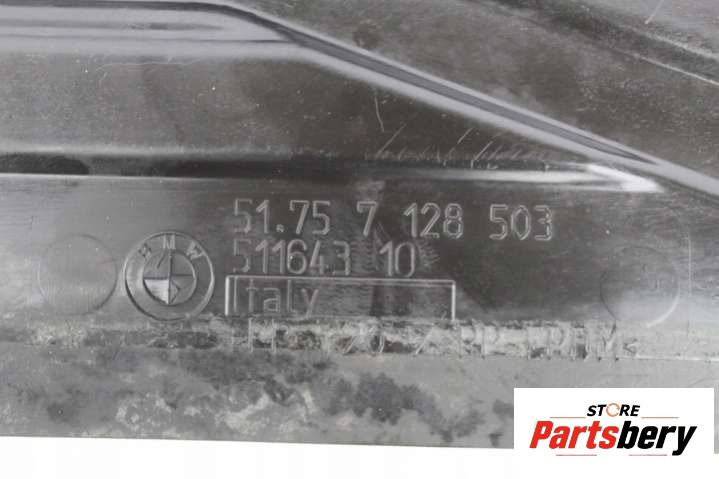 51.75 7 128 503
BMW
511643 10
Italy
STORE
Partsbery